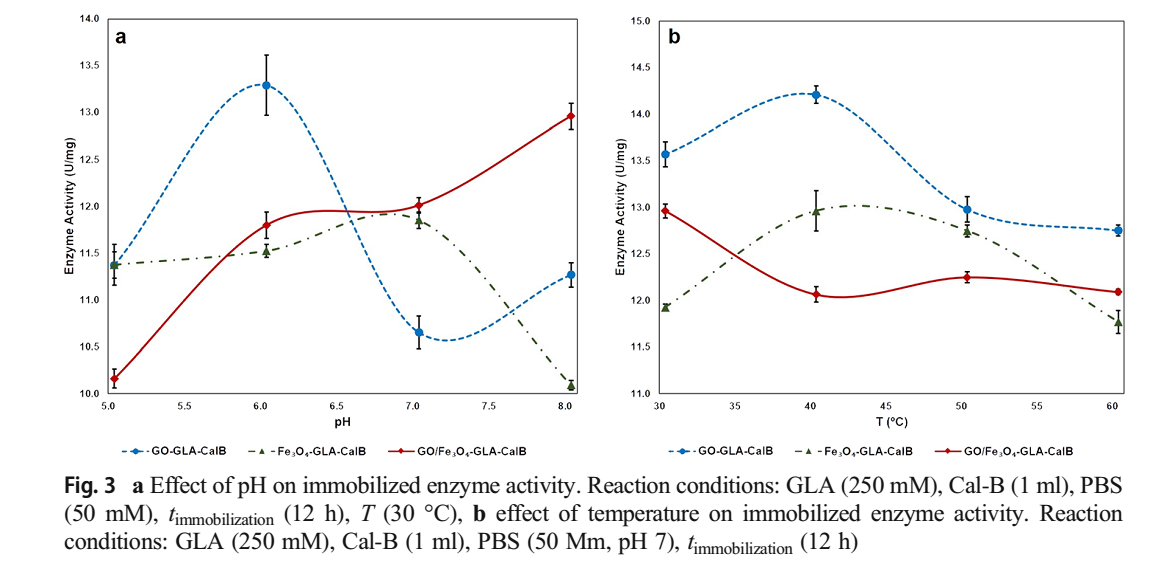 a
14.0
13.5
13.0
12.5
12.0
11.5
11.0
10.5
10.0
Enzyme Activity (U/mg)
5.0 5.5 6.0 6.5 7.0 7.5 8.0
pH
GO-GLA-CalB Fe₃O₄-GLA-CalB GO/Fe₃O₄-GLA-CalB
b
15.0
14.5
14.0
13.5
13.0
12.5
12.0
11.5
11.0
Enzyme Activity (U/mg)
30 35 40 45 50 55 60
T (ºC)
GO-GLA-CalB Fe₃O₄-GLA-CalB GO/Fe₃O₄-GLA-CalB
Fig. 3 a Effect of pH on immobilized enzyme activity. Reaction conditions: GLA (250 mM), Cal-B (1 ml), PBS
(50 mM), timmobilization (12 h), T (30 °C), b effect of temperature on immobilized enzyme activity. Reaction
conditions: GLA (250 mM), Cal-B (1 ml), PBS (50 Mm, pH 7), timmobilization (12 h)